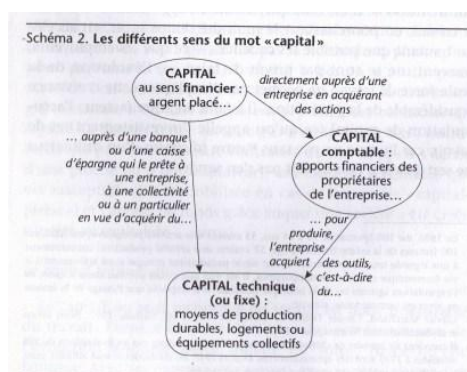 Schéma 2. Les différents sens du mot «capital»
CAPITAL
au sens financier :
argent placé...
directement auprès d'une
entreprise en acquérant
des actions
... auprès d'une banque
ou d'une caisse
d'épargne qui le prête à
une entreprise,
à une collectivité
ou à un particulier
en vue d'acquérir du...
CAPITAL
comptable :
apports financiers des
propriétaires
de l'entreprise...
... pour
produire,
l'entreprise
acquiert des outils,
c'est-à-dire
du...
CAPITAL technique
(ou fixe) :
moyens de production
durables, logements ou
équipements collectifs